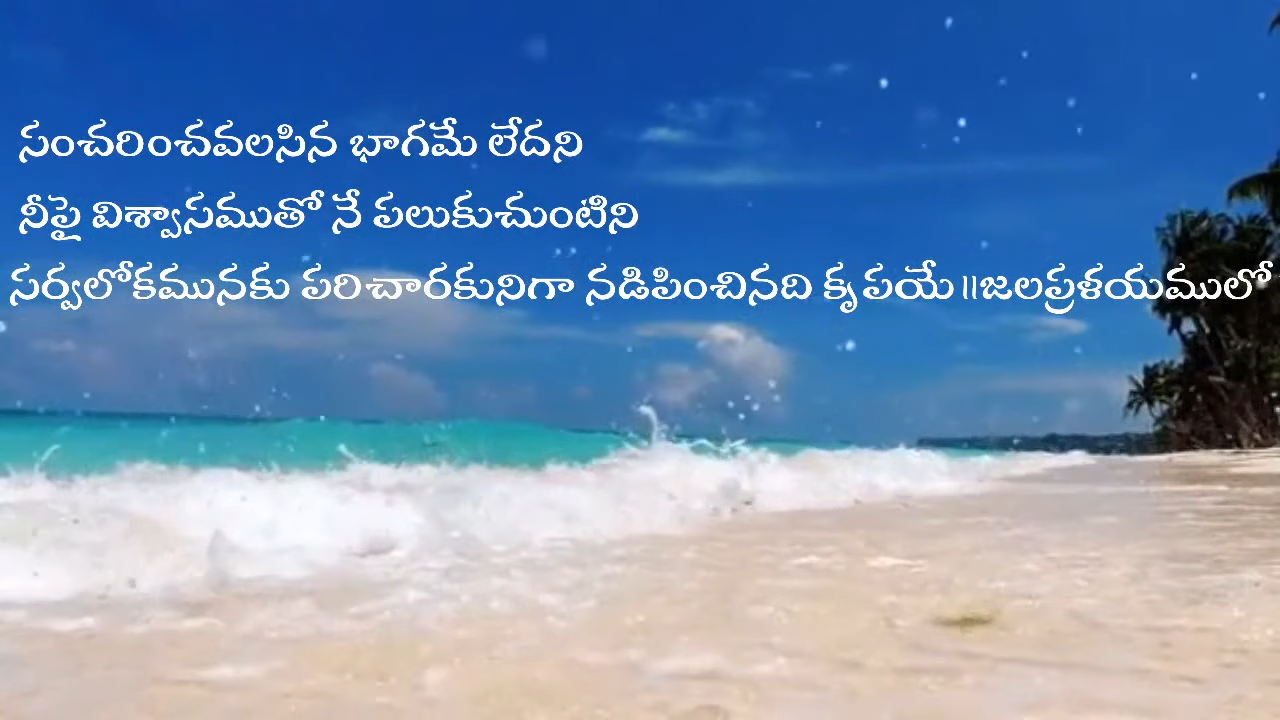 సంచరించవలసిన భాగమే లేదని
నీపై విశ్వాసముతో నే పలుకుచుంటిని
సర్వలోకమునకు పరిచారకునిగా నడిపించినది కృపయే ||జలప్రళయములో